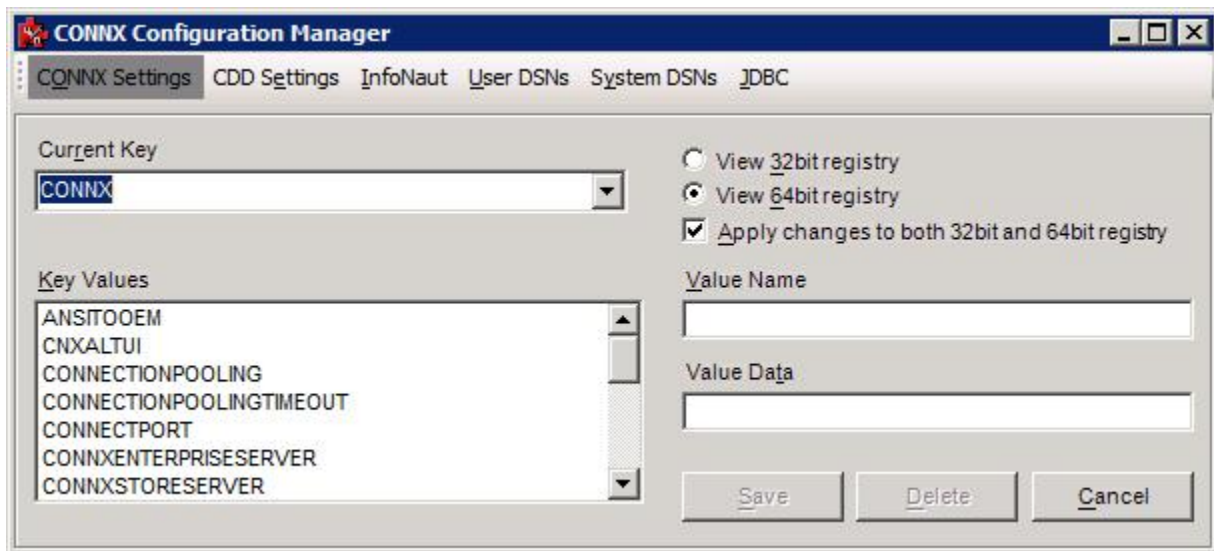 CONNX Configuration Manager
CONNX Settings CDD Settings InfoNaut User DSNs System DSNs JDBC
Current Key
CONNX
View 32bit registry
View 64bit registry
Apply changes to both 32bit and 64bit registry
Key Values
ANSITOOEM
CNXALTUI
CONNECTIONPOOLING
CONNECTIONPOOLINGTIMEOUT
CONNECTPORT
CONNXENTERPRISESERVER
CONNXSTORESERVER
Value Name
Value Data
Save Delete Cancel